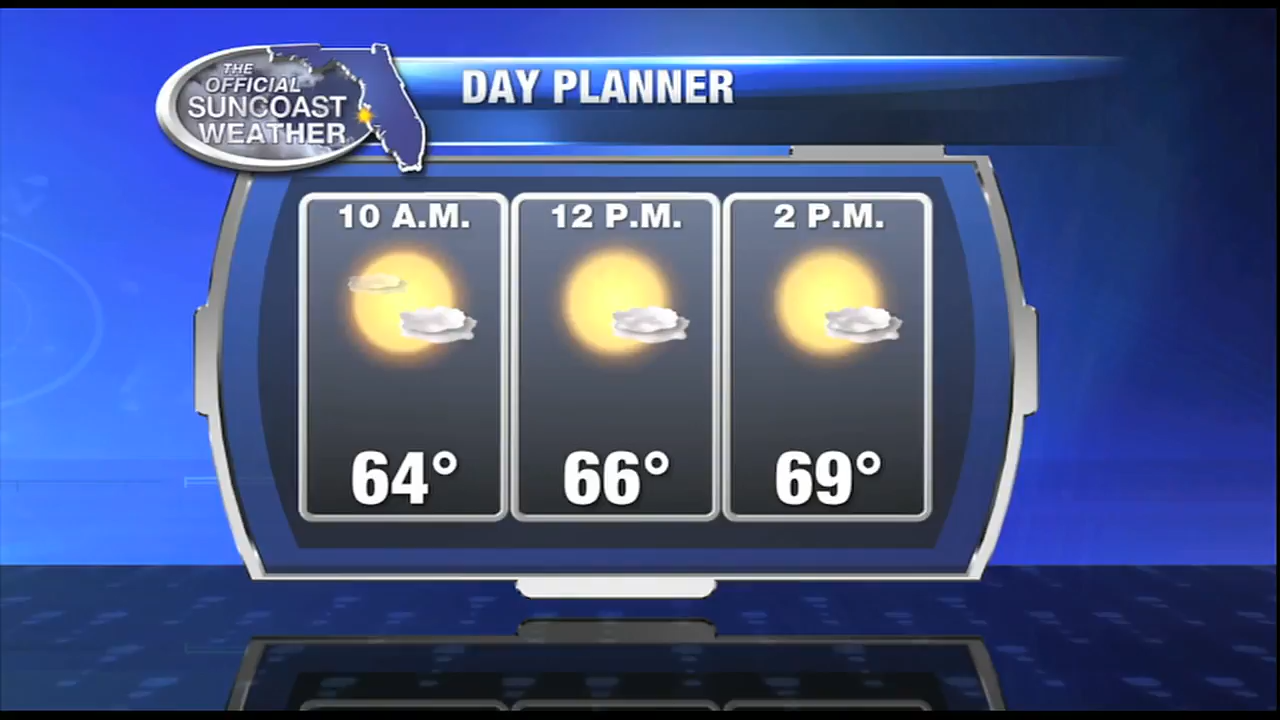 THE
OFFICIAL
SUNCOAST
WEATHER
DAY PLANNER
10 A.M.
12 P.M.
2 P.M.
64°
66°
69°